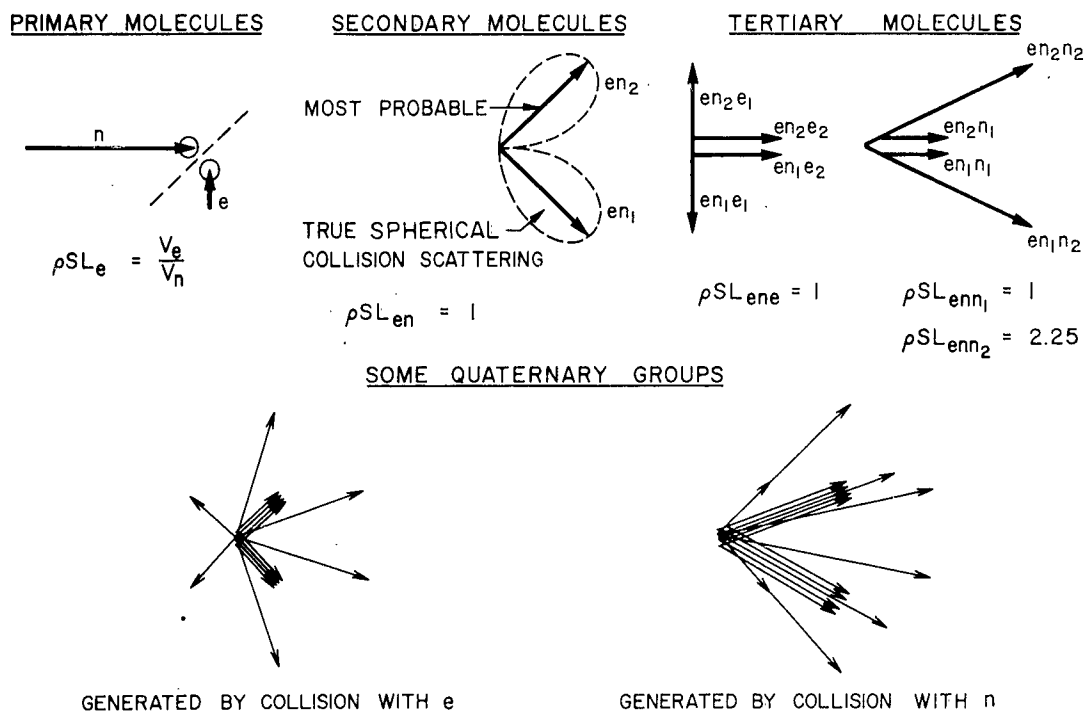 PRIMARY MOLECULES
n
e
ρSLe = Ve/Vn
SECONDARY MOLECULES
MOST PROBABLE
en2
en1
TRUE SPHERICAL
COLLISION SCATTERING
ρSLen = 1
TERTIARY MOLECULES
en2e1
en2e2
en1e2
en1e1
ρSLene = 1
en2n2
en2n1
en1n1
en1n2
ρSLenn1 = 1
ρSLenn2 = 2.25
SOME QUATERNARY GROUPS
GENERATED BY COLLISION WITH e
GENERATED BY COLLISION WITH n